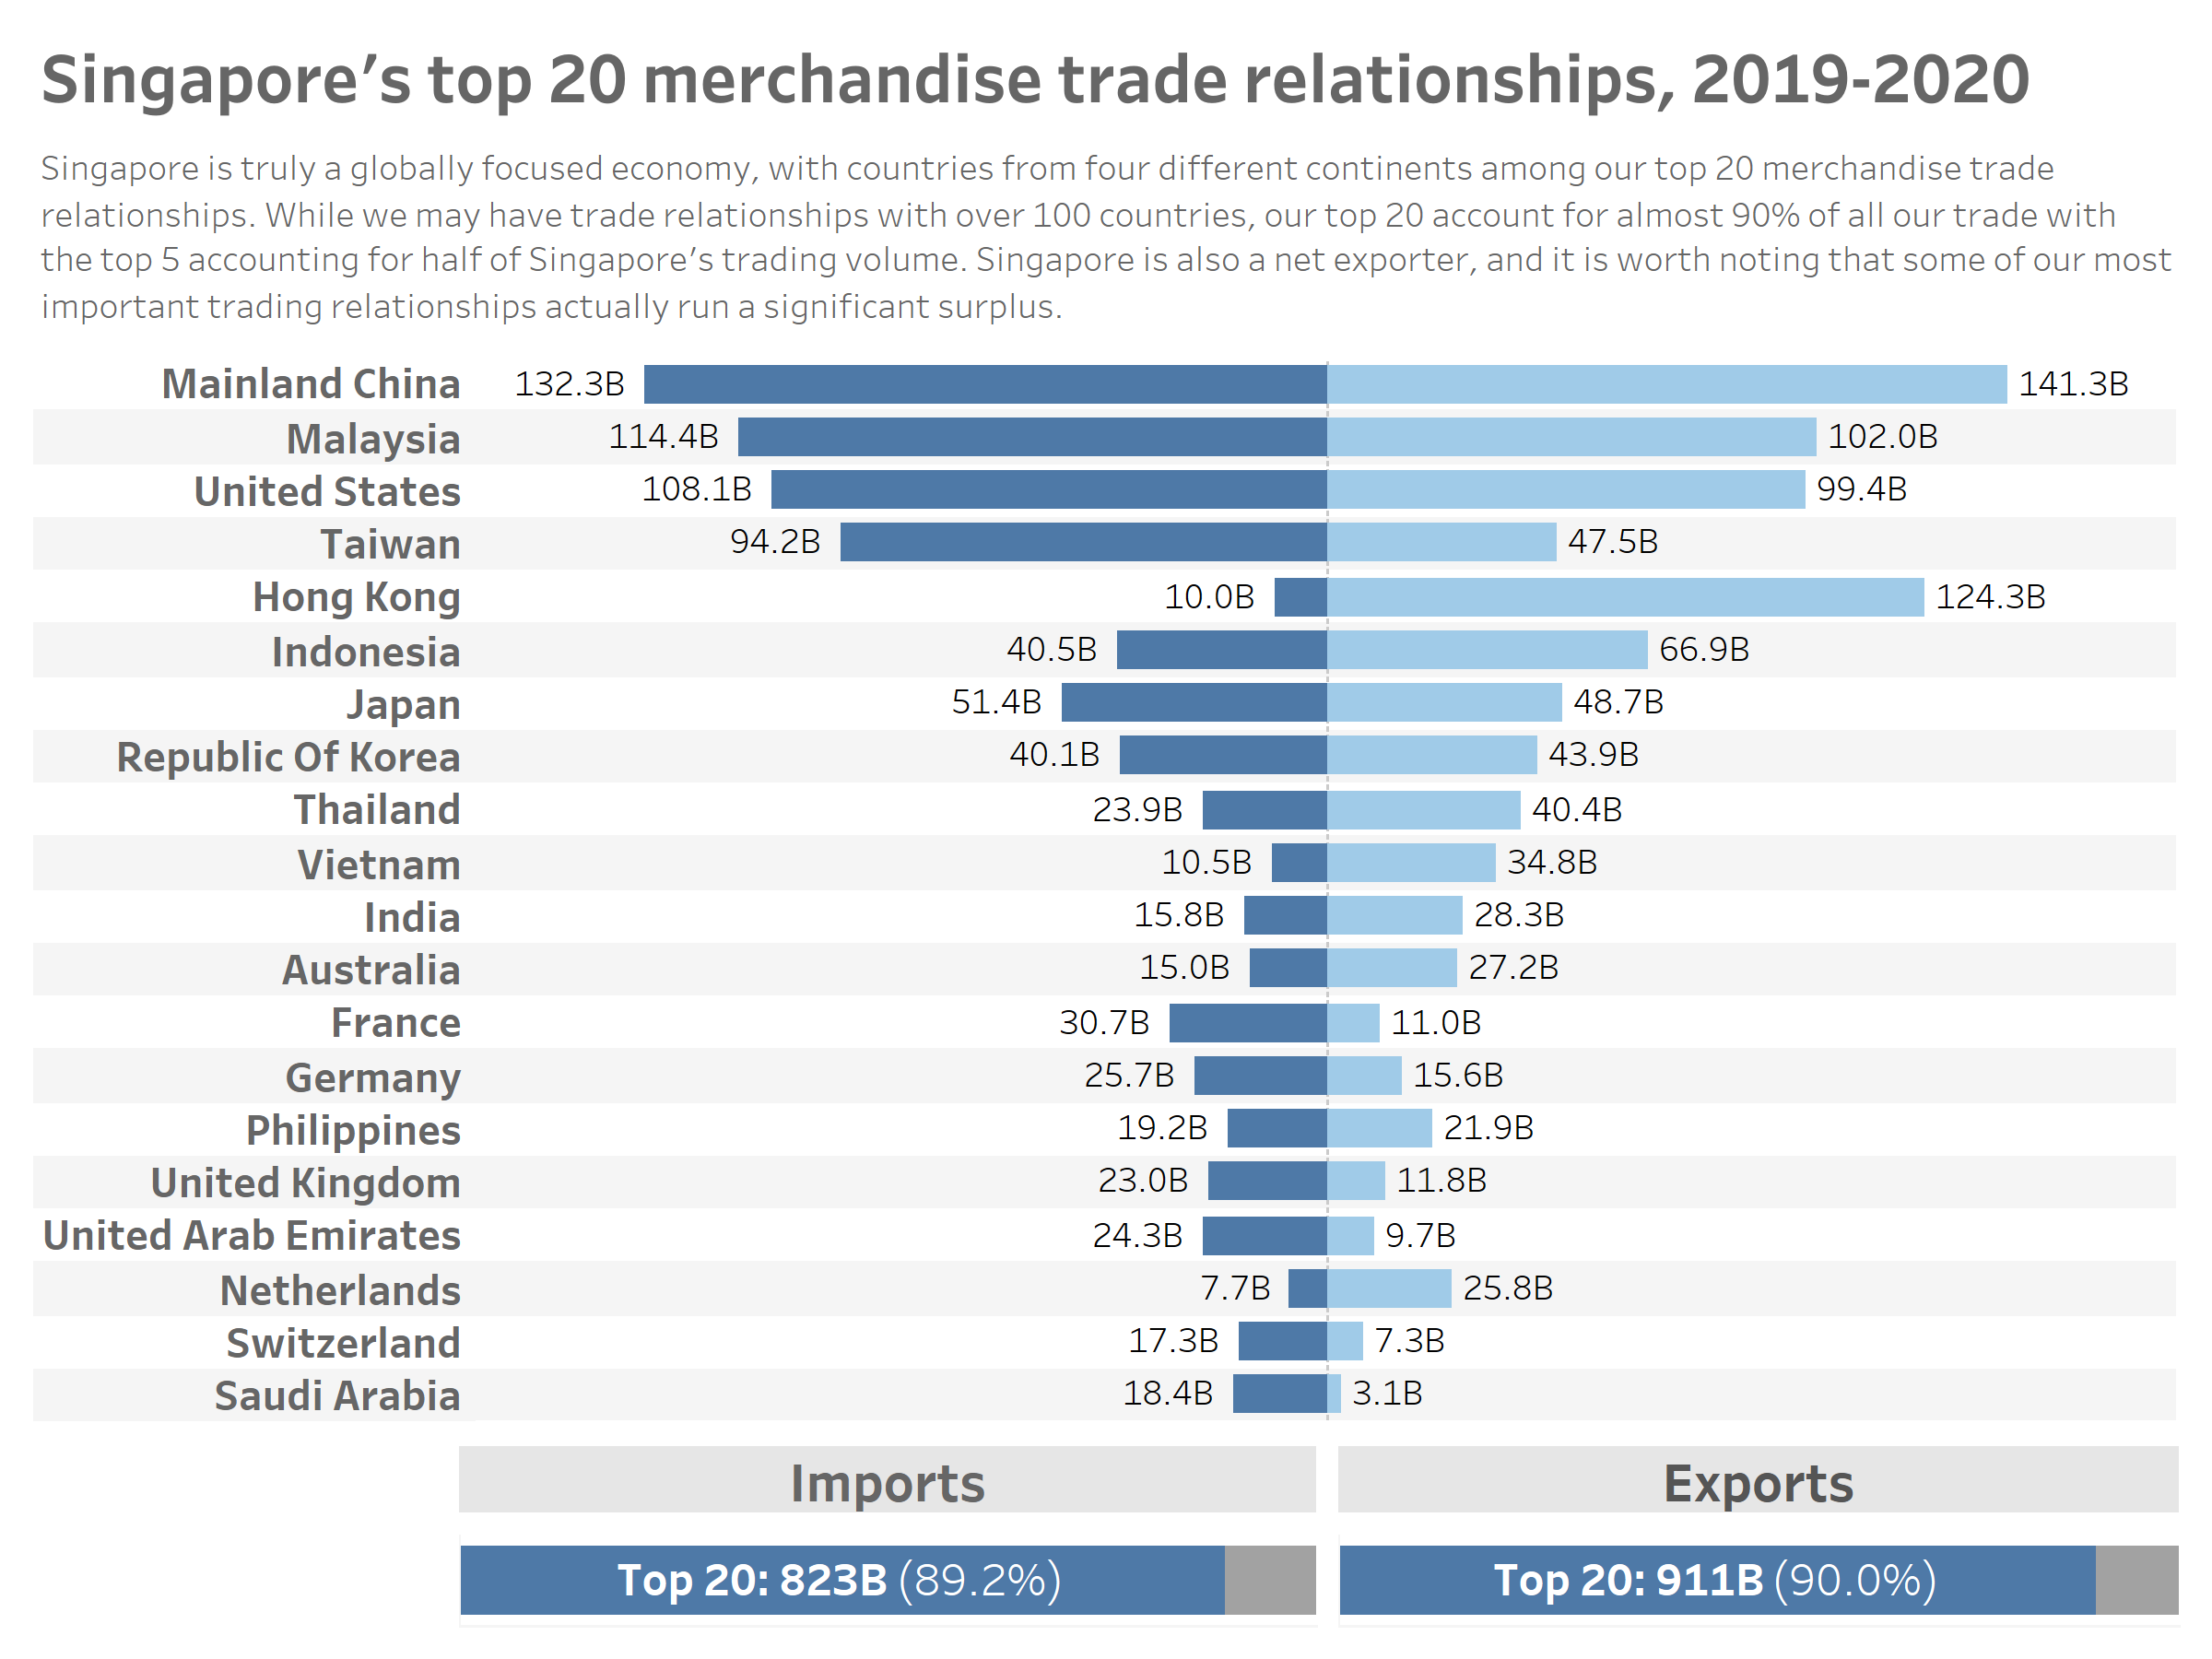 Singapore's top 20 merchandise trade relationships, 2019-2020
Singapore is truly a globally focused economy, with countries from four different continents among our top 20 merchandise trade
relationships. While we may have trade relationships with over 100 countries, our top 20 account for almost 90% of all our trade with
the top 5 accounting for half of Singapore's trading volume. Singapore is also a net exporter, and it is worth noting that some of our most
important trading relationships actually run a significant surplus.
Mainland China 132.3B 141.3B
Malaysia 114.4B 102.0B
United States 108.1B 99.4B
Taiwan 94.2B 47.5B
Hong Kong 10.0B 124.3B
Indonesia 40.5B 66.9B
Japan 51.4B 48.7B
Republic Of Korea 40.1B 43.9B
Thailand 23.9B 40.4B
Vietnam 10.5B 34.8B
India 15.8B 28.3B
Australia 15.0B 27.2B
France 30.7B 11.0B
Germany 25.7B 15.6B
Philippines 19.2B 21.9B
United Kingdom 23.0B 11.8B
United Arab Emirates 24.3B 9.7B
Netherlands 7.7B 25.8B
Switzerland 17.3B 7.3B
Saudi Arabia 18.4B 3.1B
Imports Exports
Top 20: 823B (89.2%) Top 20: 911B (90.0%)